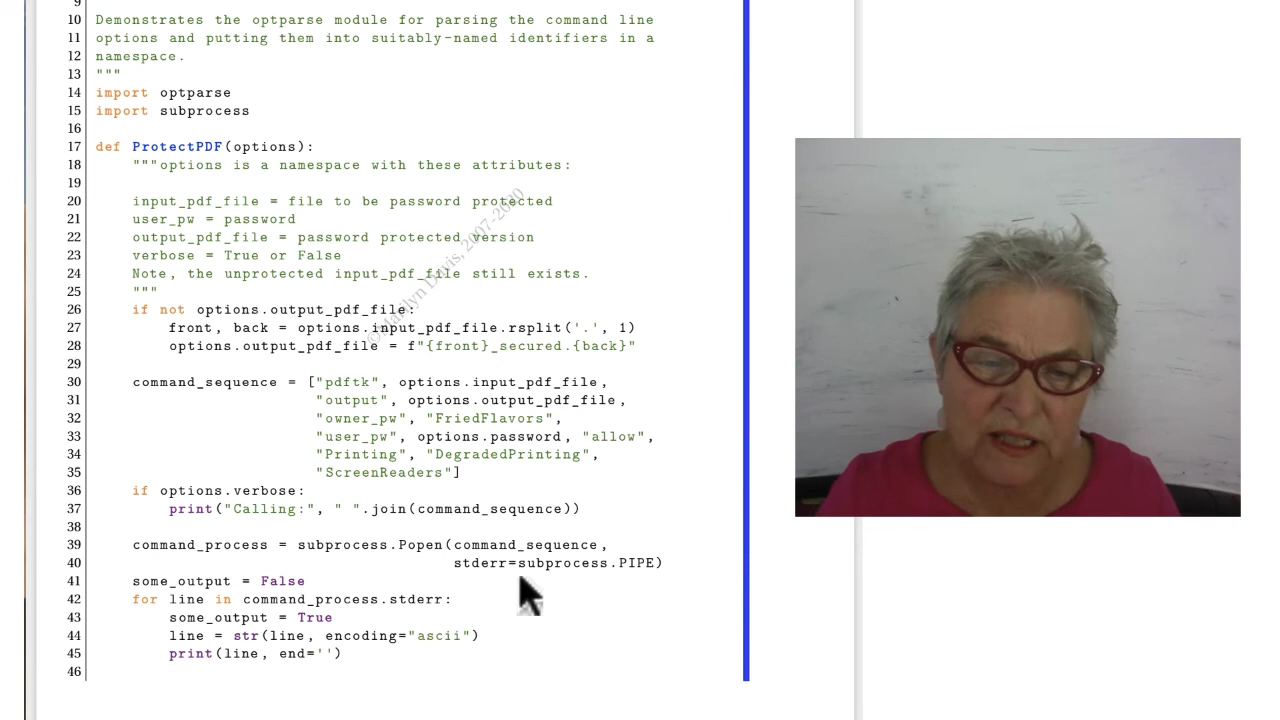 9
10 Demonstrates the optparse module for parsing the command line
11 options and putting them into suitably-named identifiers in a
12 namespace.
13 """
14 import optparse
15 import subprocess
16
17 def ProtectPDF(options):
18     """options is a namespace with these attributes:
19
20     input_pdf_file = file to be password protected
21     user_pw = password
22     output_pdf_file = password protected version
23     verbose = True or False
24     Note, the unprotected input_pdf_file still exists.
25     """
26     if not options.output_pdf_file:
27         front, back = options.input_pdf_file.rsplit('.', 1)
28         options.output_pdf_file = f"{front}_secured.{back}"
29
30     command_sequence = ["pdftk", options.input_pdf_file,
31                         "output", options.output_pdf_file,
32                         "owner_pw", "FriedFlavors",
33                         "user_pw", options.password, "allow",
34                         "Printing", "DegradedPrinting",
35                         "ScreenReaders"]
36     if options.verbose:
37         print("Calling:", " ".join(command_sequence))
38
39     command_process = subprocess.Popen(command_sequence,
40                                        stderr=subprocess.PIPE)
41     some_output = False
42     for line in command_process.stderr:
43         some_output = True
44         line = str(line, encoding="ascii")
45         print(line, end='')
46
©Marilyn Davis, 2007-2020